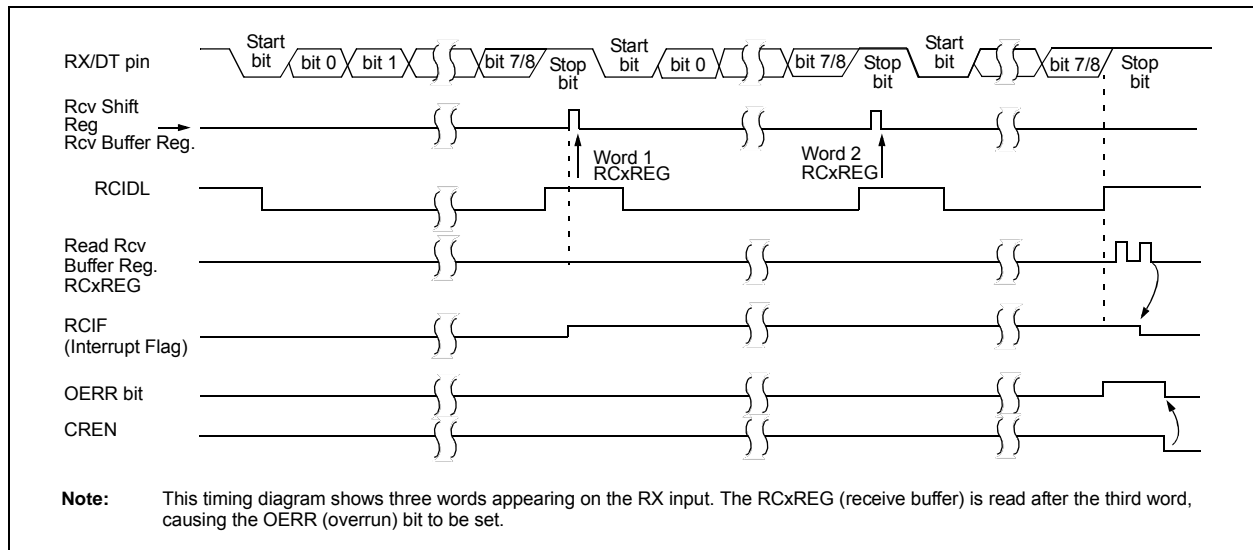 RX/DT pin
Start
bit
bit 0
bit 1
bit 7/8
Stop
bit
Start
bit
bit 0
bit 7/8
Stop
bit
Start
bit
bit 7/8
Stop
bit
Rcv Shift
Reg
Rcv Buffer Reg.
Word 1
RCxREG
Word 2
RCxREG
RCIDL
Read Rcv
Buffer Reg.
RCxREG
RCIF
(Interrupt Flag)
OERR bit
CREN
Note: This timing diagram shows three words appearing on the RX input. The RCxREG (receive buffer) is read after the third word,
causing the OERR (overrun) bit to be set.